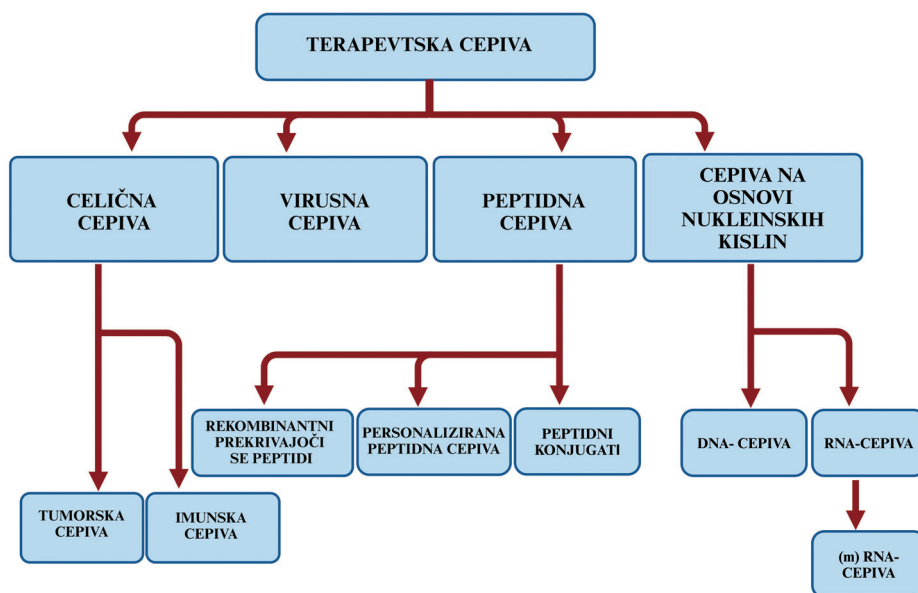 TERAPEVTSKA CEPIVA
CELIČNA
CEPIVA
VIRUSNA
CEPIVA
PEPTIDNA
CEPIVA
CEPIVA NA
OSNOVI
NUKLEINSKIH
KISLIN
REKOMBINANTNI
PREKRIVAJOČI
SE PEPTIDI
PERSONALIZIRANA
PEPTIDNA CEPIVA
PEPTIDNI
KONJUGATI
DNA- CEPIVA
RNA-CEPIVA
TUMORSKA
CEPIVA
IMUNSKA
CEPIVA
(m) RNA-
CEPIVA